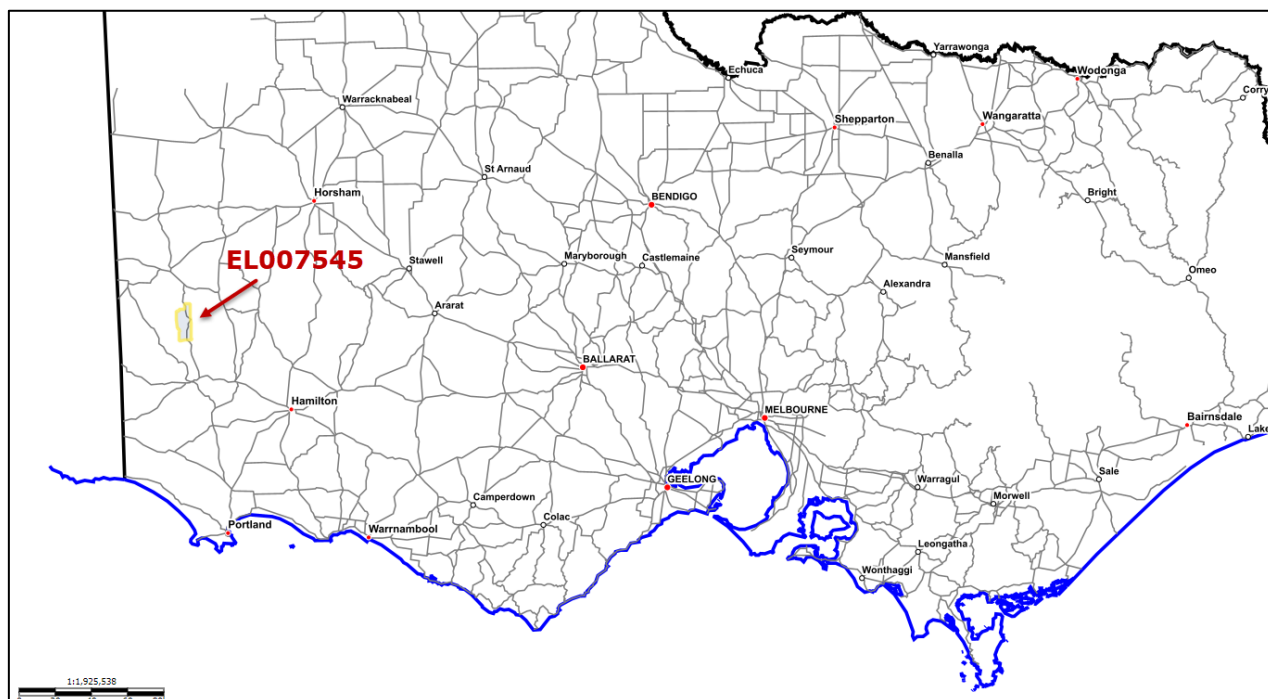 Yarrawonga
Echuca
Wodonga
Corry
Warracknabeal
Shepparton
Wangaratta
Benalla
St Arnaud
Horsham
BENDIGO
Bright
EL007545
Stawell
Maryborough
Castlemaine
Seymour
Mansfield
Omeo
Alexandra
Ararat
BALLARAT
Hamilton
MELBOURNE
Bairnsdale
Lake
GEELONG
Warragul
Sale
Camperdown
Morwell
Colac
Portland
Warrnambool
Leongatha
Wonthaggi
1:1,925,538